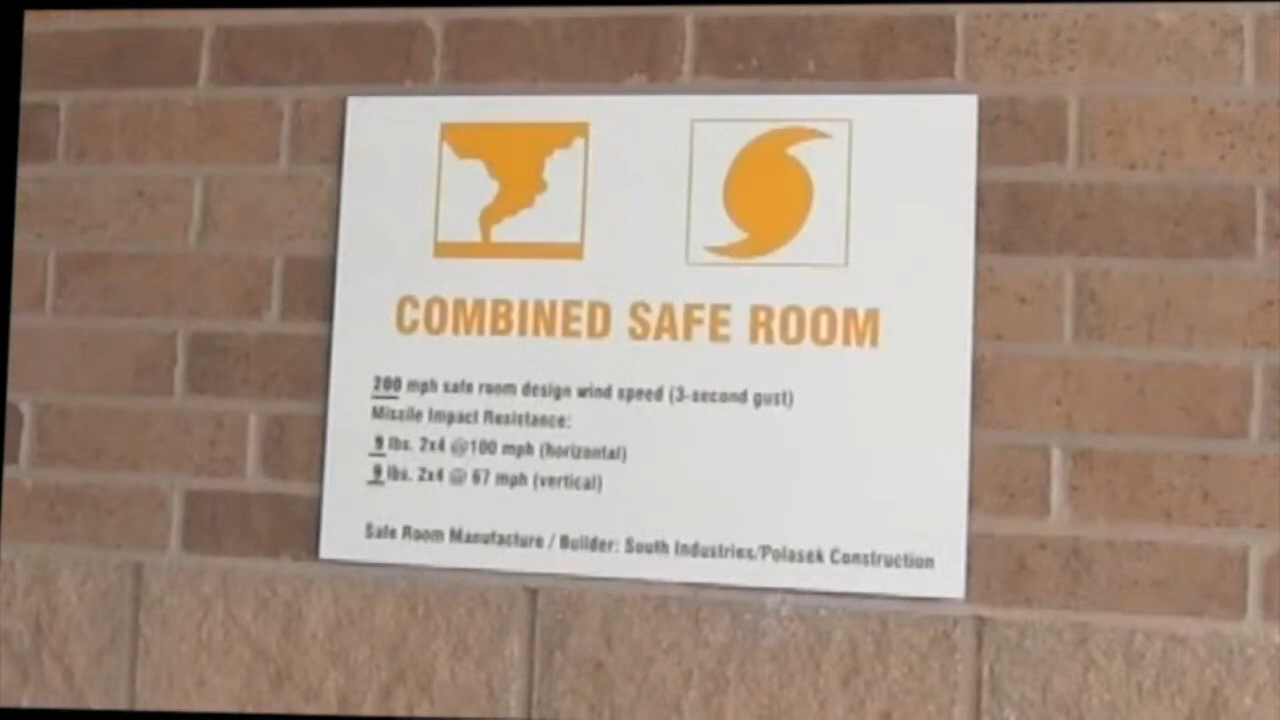 COMBINED SAFE ROOM
200 mph safe room design wind speed (3-second gust)
Missile Impact Resistance:
9 lbs. 2x4 @100 mph (horizontal)
9 lbs. 2x4 @ 67 mph (vertical)
Safe Room Manufacture / Builder: South Industries/Polasek Construction